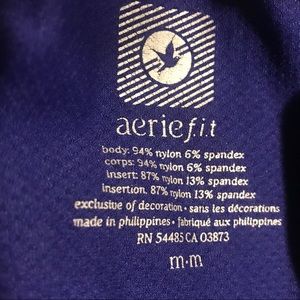 aerie f.i.t
body: 94% nylon 6% spandex
corps: 94% nylon 6% spandex
insert: 87% nylon 13% spandex
insertion: 87% nylon 13% spandex
exclusive of decoration • sans les décorations
made in philippines • fabriqué aux philippines
RN 54485 CA 03873
m•m